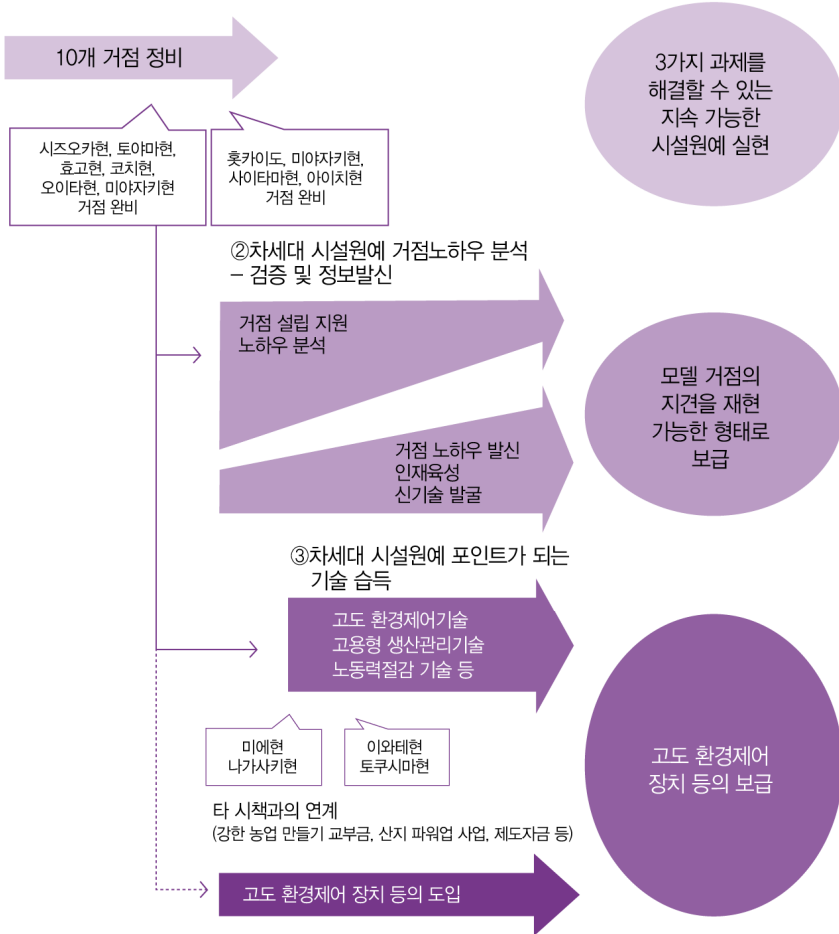 10개 거점 정비
3가지 과제를
해결할 수 있는
지속 가능한
시설원예 실현
시즈오카현, 토야마현,
효고현, 코치현,
오이타현, 미야자키현
거점 완비
홋카이도, 미야자키현,
사이타마현, 아이치현
거점 완비
②차세대 시설원예 거점노하우 분석
– 검증 및 정보발신
거점 설립 지원
노하우 분석
거점 노하우 발신
인재육성
신기술 발굴
모델 거점의
지견을 재현
가능한 형태로
보급
③차세대 시설원예 포인트가 되는
기술 습득
고도 환경제어기술
고용형 생산관리기술
노동력절감 기술 등
미에현
나가사키현
이와테현
토쿠시마현
고도 환경제어
장치 등의 보급
타 시책과의 연계
(강한 농업 만들기 교부금, 산지 파워업 사업, 제도자금 등)
고도 환경제어 장치 등의 도입